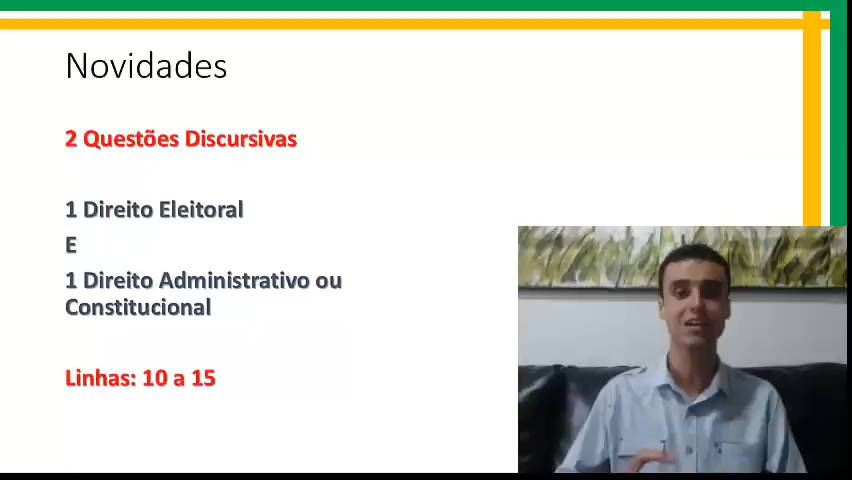 Novidades
2 Questões Discursivas
1 Direito Eleitoral
E
1 Direito Administrativo ou
Constitucional
Linhas: 10 a 15